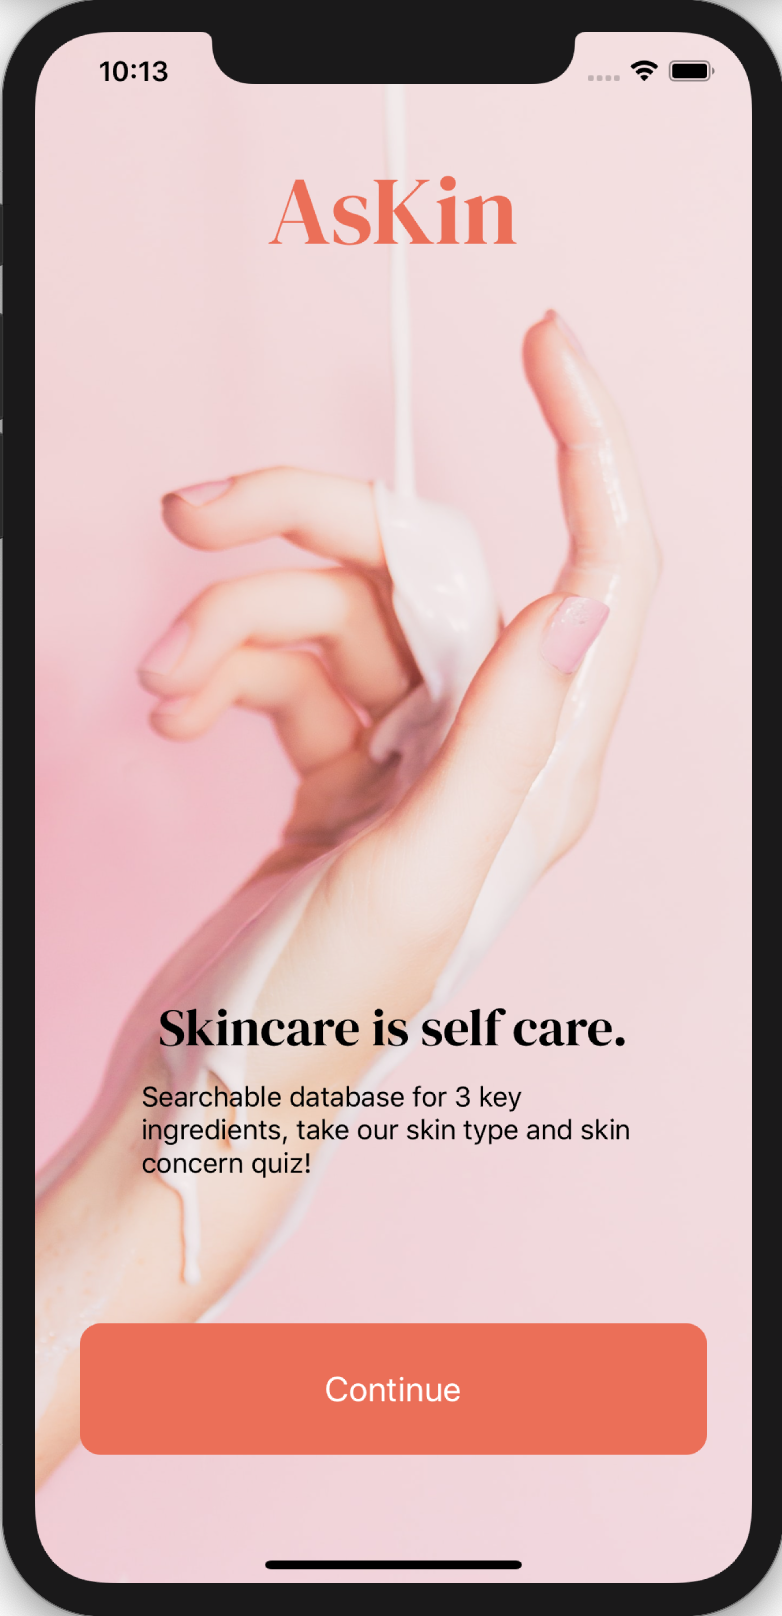 10:13
AsKin
Skincare is self care.
Searchable database for 3 key
ingredients, take our skin type and skin
concern quiz!
Continue